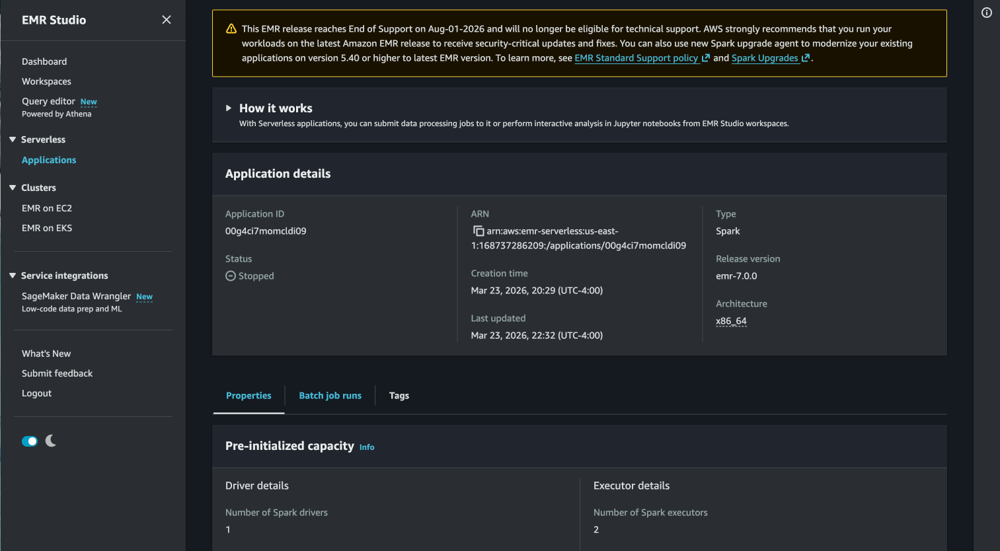 EMR Studio
Dashboard
Workspaces
Query editor New
Powered by Athena
Serverless
Applications
Clusters
EMR on EC2
EMR on EKS
Service integrations
SageMaker Data Wrangler New
Low-code data prep and ML
What's New
Submit feedback
Logout
This EMR release reaches End of Support on Aug-01-2026 and will no longer be eligible for technical support. AWS strongly recommends that you run your
workloads on the latest Amazon EMR release to receive security-critical updates and fixes. You can also use new Spark upgrade agent to modernize your existing
applications on version 5.40 or higher to latest EMR version. To learn more, see EMR Standard Support policy and Spark Upgrades .
How it works
With Serverless applications, you can submit data processing jobs to it or perform interactive analysis in Jupyter notebooks from EMR Studio workspaces.
Application details
Application ID
00g4ci7momcldi09
Status
Stopped
ARN
arn:aws:emr-serverless:us-east-
1:168737286209:/applications/00g4ci7momcldi09
Creation time
Mar 23, 2026, 20:29 (UTC-4:00)
Last updated
Mar 23, 2026, 22:32 (UTC-4:00)
Type
Spark
Release version
emr-7.0.0
Architecture
x86_64
Properties
Batch job runs
Tags
Pre-initialized capacity Info
Driver details
Number of Spark drivers
1
Executor details
Number of Spark executors
2